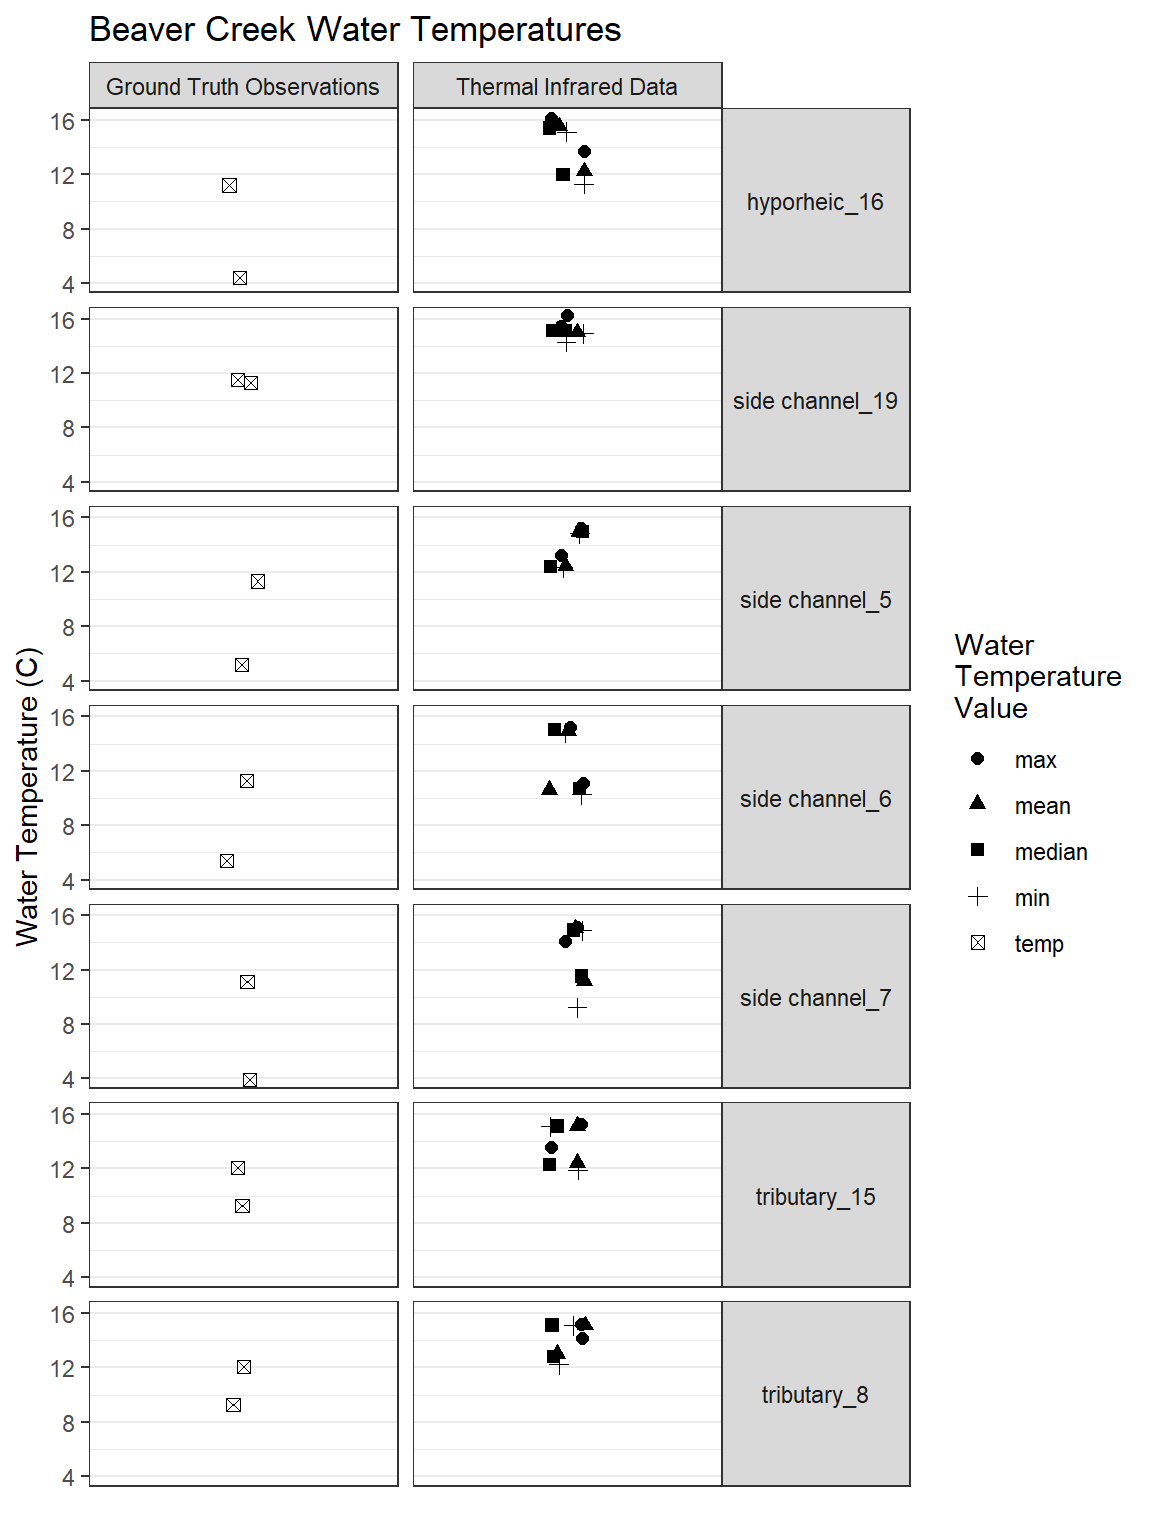 Beaver Creek Water Temperatures
Ground Truth Observations
Thermal Infrared Data
16
12
8
4
hyporheic_16
16
12
8
4
side channel_19
16
12
8
4
side channel_5
16
12
8
4
side channel_6
16
12
8
4
side channel_7
16
12
8
4
tributary_15
16
12
8
4
tributary_8
Water Temperature (C)
Water
Temperature
Value
max
mean
median
min
temp